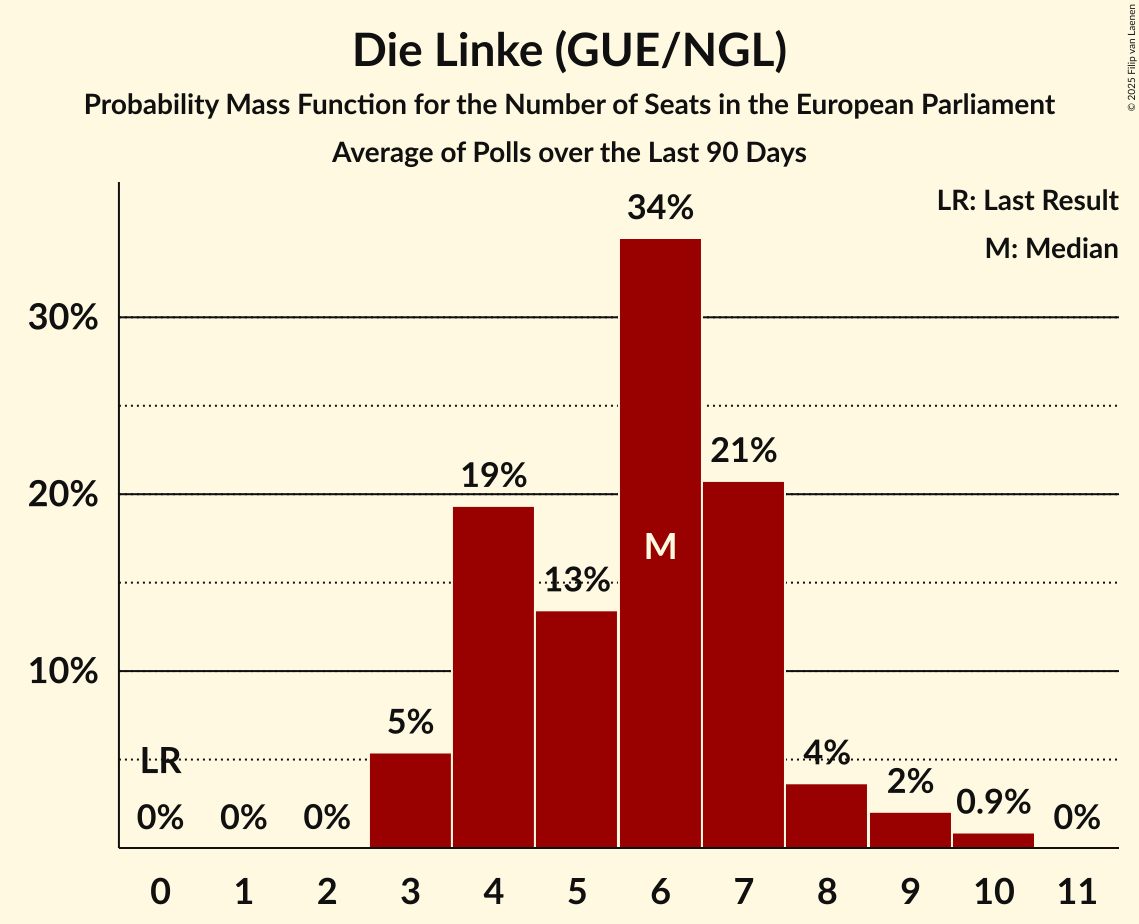 Die Linke (GUE/NGL)
Probability Mass Function for the Number of Seats in the European Parliament
Average of Polls over the Last 90 Days
© 2025 Filip van Laenen
LR: Last Result
M: Median
34%
30%
21%
19%
20%
M
13%
10%
5%
LR
4%
2%
0.9%
0% 0% 0% 0%
0 1 2 3 4 5 6 7 8 9 10 11